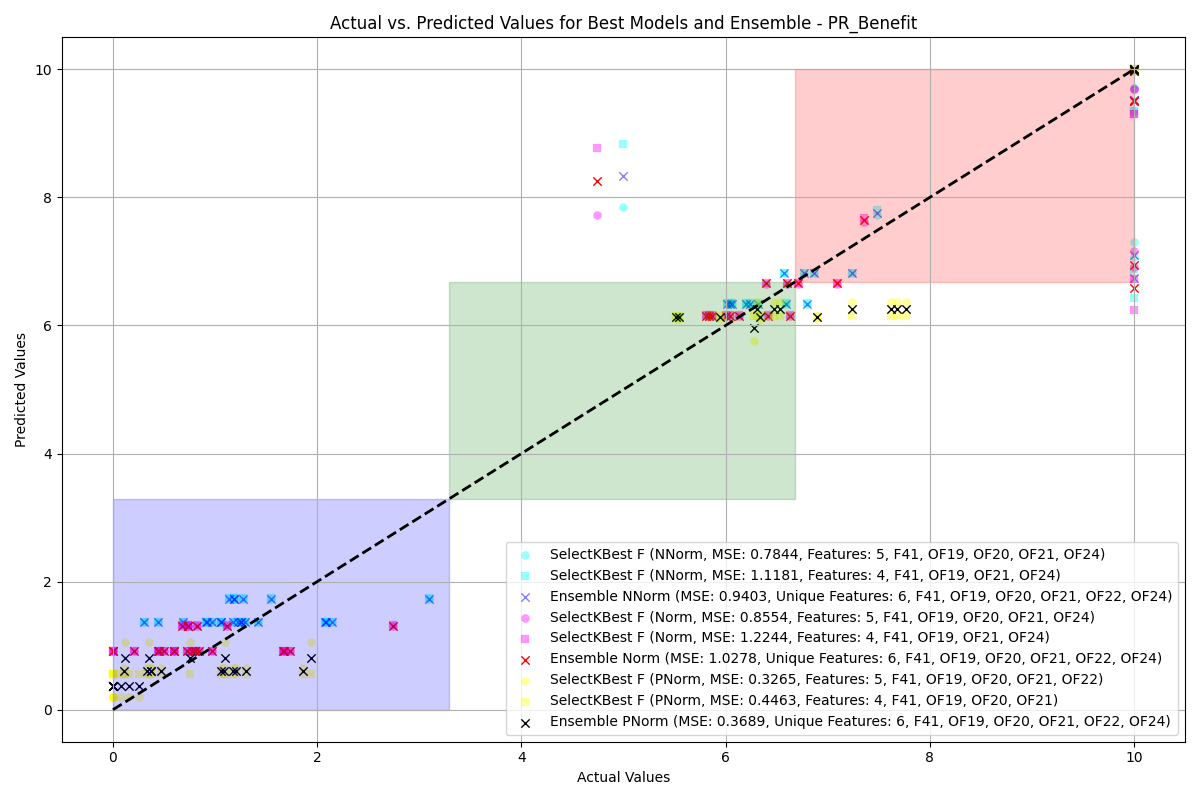 Actual vs. Predicted Values for Best Models and Ensemble - PR_Benefit
10
8
6
4
2
0
Predicted Values
SelectKBest F (NNorm, MSE: 0.7844, Features: 5, F41, OF19, OF20, OF21, OF24)
SelectKBest F (NNorm, MSE: 1.1181, Features: 4, F41, OF19, OF21, OF24)
Ensemble NNorm (MSE: 0.9403, Unique Features: 6, F41, OF19, OF20, OF21, OF22, OF24)
SelectKBest F (Norm, MSE: 0.8554, Features: 5, F41, OF19, OF20, OF21, OF24)
SelectKBest F (Norm, MSE: 1.2244, Features: 4, F41, OF19, OF21, OF24)
Ensemble Norm (MSE: 1.0278, Unique Features: 6, F41, OF19, OF20, OF21, OF22, OF24)
SelectKBest F (PNorm, MSE: 0.3265, Features: 5, F41, OF19, OF20, OF21, OF22)
SelectKBest F (PNorm, MSE: 0.4463, Features: 4, F41, OF19, OF20, OF21)
Ensemble PNorm (MSE: 0.3689, Unique Features: 6, F41, OF19, OF20, OF21, OF22, OF24)
0 2 4 6 8 10
Actual Values